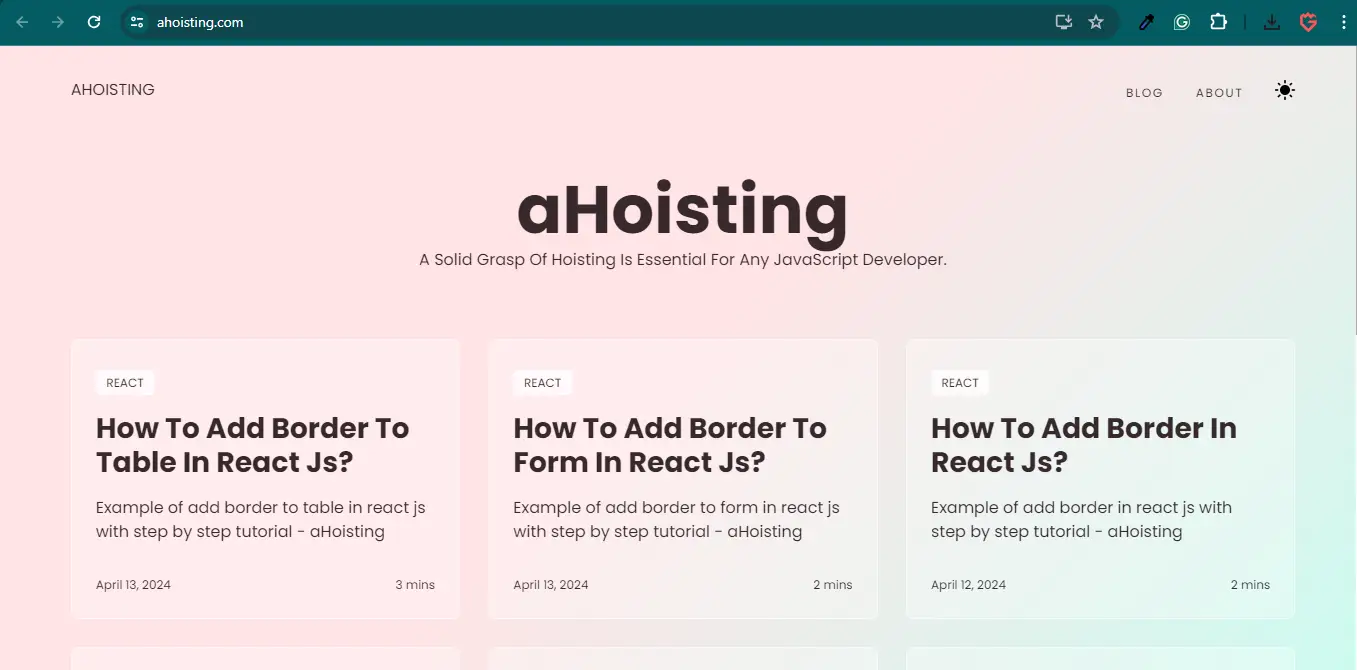 ahoisting.com
AHOISTING
BLOG ABOUT
aHoisting
A Solid Grasp Of Hoisting Is Essential For Any JavaScript Developer.
REACT
How To Add Border To
Table In React Js?
Example of add border to table in react js
with step by step tutorial - aHoisting
April 13, 2024 3 mins
REACT
How To Add Border To
Form In React Js?
Example of add border to form in react js
with step by step tutorial - aHoisting
April 13, 2024 2 mins
REACT
How To Add Border In
React Js?
Example of add border in react js with
step by step tutorial - aHoisting
April 12, 2024 2 mins